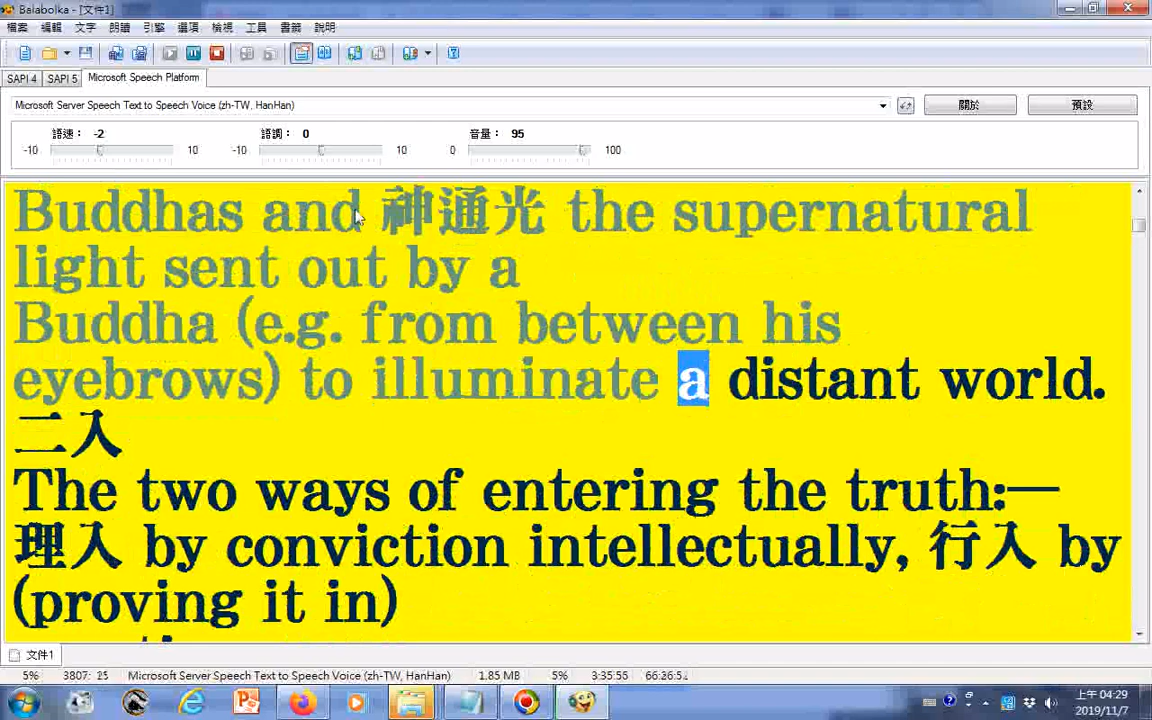 Balabolka - [文件1]
檔案 編輯 文字 朗讀 引擎 選項 檢視 工具 書籤 說明
SAPI 4 SAPI 5 Microsoft Speech Platform
Microsoft Server Speech Text to Speech Voice (zh-TW, HanHan) 關於 預設
語速： -2 語調： 0 音量： 95
-10 10 -10 10 0 100
Buddhas and 神通光 the supernatural
light sent out by a
Buddha (e.g. from between his
eyebrows) to illuminate a distant world.
二入
The two ways of entering the truth:—
理入 by conviction intellectually, 行入 by
(proving it in)
文件1
5% 3807: 25 Microsoft Server Speech Text to Speech Voice (zh-TW, HanHan) 1.85 MB 5% 3:35:55
上午 04:29
2019/11/7